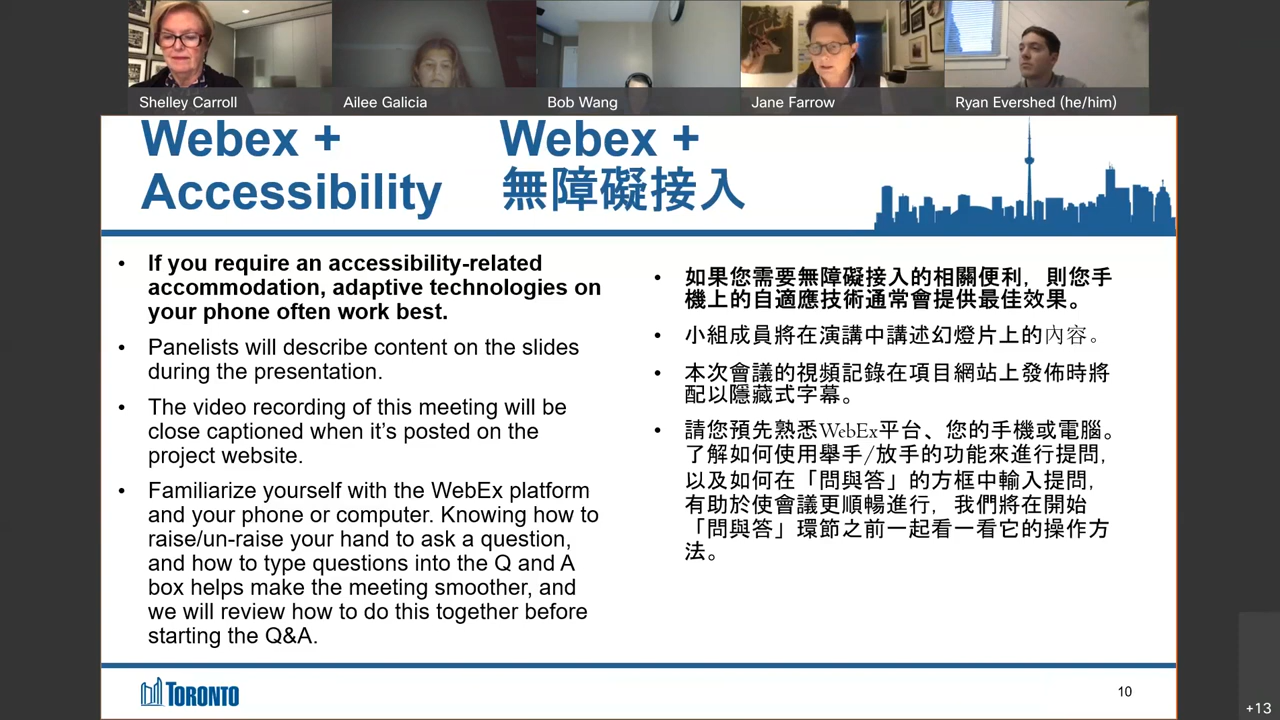 Shelley Carroll
Ailee Galicia
Bob Wang
Jane Farrow
Ryan Evershed (he/him)
Webex +
Accessibility
Webex +
無障礙接入
• If you require an accessibility-related
accommodation, adaptive technologies on
your phone often work best.
• Panelists will describe content on the slides
during the presentation.
• The video recording of this meeting will be
close captioned when it’s posted on the
project website.
• Familiarize yourself with the WebEx platform
and your phone or computer. Knowing how to
raise/un-raise your hand to ask a question,
and how to type questions into the Q and A
box helps make the meeting smoother, and
we will review how to do this together before
starting the Q&A.
• 如果您需要無障礙接入的相關便利，則您手
機上的自適應技術通常會提供最佳效果。
• 小組成員將在演講中講述幻燈片上的內容。
• 本次會議的視頻記錄在項目網站上發佈時將
配以隱藏式字幕。
• 請您預先熟悉WebEx平台、您的手機或電腦。
了解如何使用舉手/放手的功能來進行提問，
以及如何在「問與答」的方框中輸入提問，
有助於使會議更順暢進行，我們將在開始
「問與答」環節之前一起看一看它的操作方
法。
TORONTO
10
+13